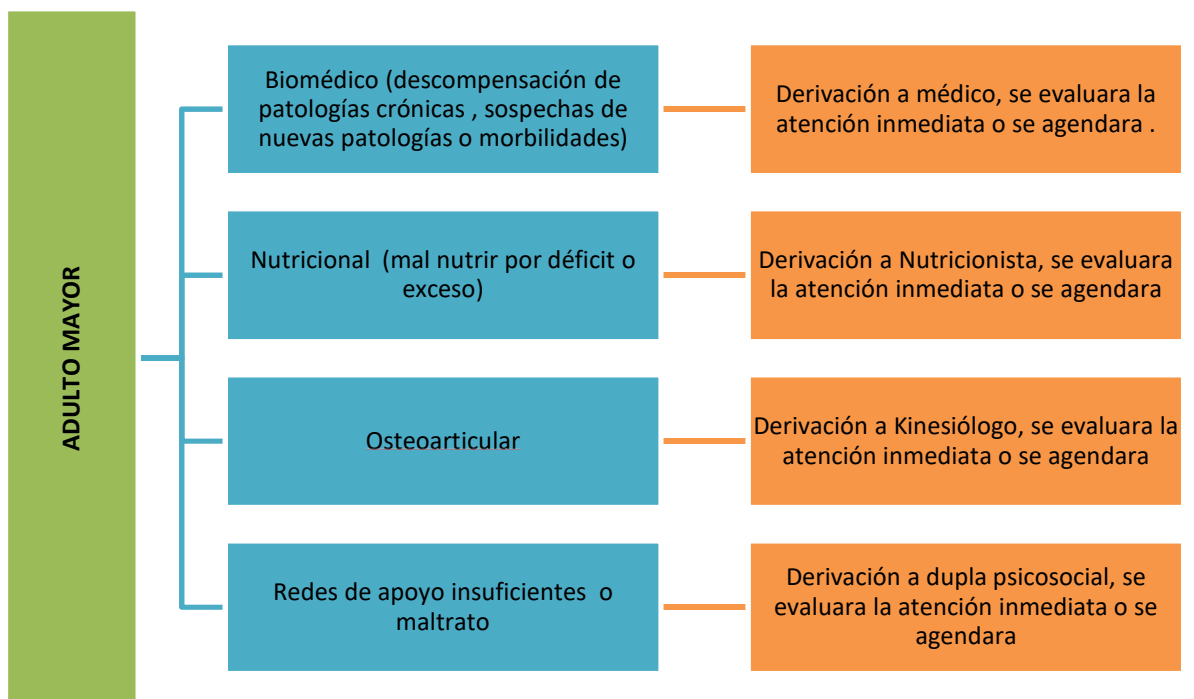 ADULTO MAYOR
Biomédico (descompensación de
patologías crónicas , sospechas de
nuevas patologías o morbilidades)
Derivación a médico, se evaluara la
atención inmediata o se agendara .
Nutricional  (mal nutrir por déficit o
exceso)
Derivación a Nutricionista, se evaluara
la atención inmediata o se agendara
Osteoarticular
Derivación a Kinesiólogo, se evaluara la
atención inmediata o se agendara
Redes de apoyo insuficientes  o
maltrato
Derivación a dupla psicosocial, se
evaluara la atención inmediata o se
agendara